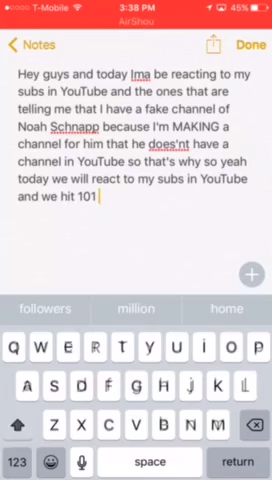 T-Mobile 3:38 PM 45%
AirShou
Notes Done
Hey guys and today Ima be reacting to my
subs in YouTube and the ones that are
telling me that I have a fake channel of
Noah Schnapp because I'm MAKING a
channel for him that he does'nt have a
channel in YouTube so that's why so yeah
today we will react to my subs in YouTube
and we hit 101
followers million home
Q W E R T y U i O P
A S D F G H J K L
Z X C V B N M
123 space return